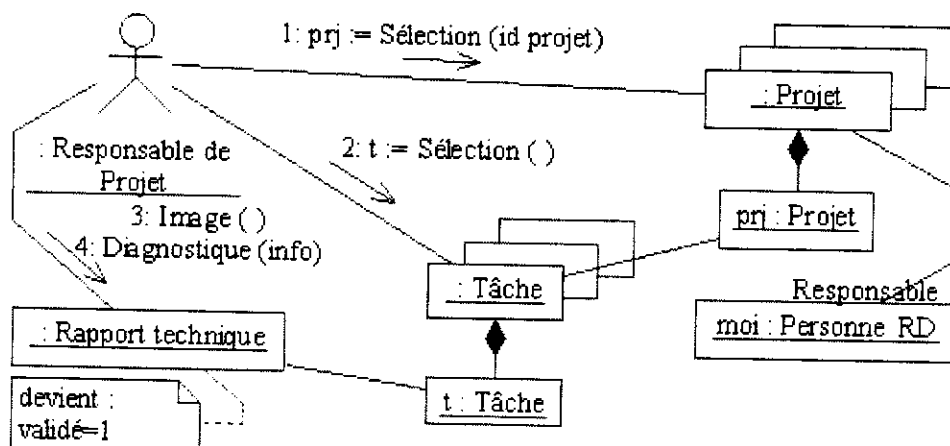 1: prj := Sélection (id projet)
: Projet
: Responsable de
Projet
2: t := Sélection ( )
3: Image ( )
4: Diagnostique (info)
prj : Projet
: Tâche
Responsable
moi : Personne RD
: Rapport technique
t : Tâche
devient :
validé=1